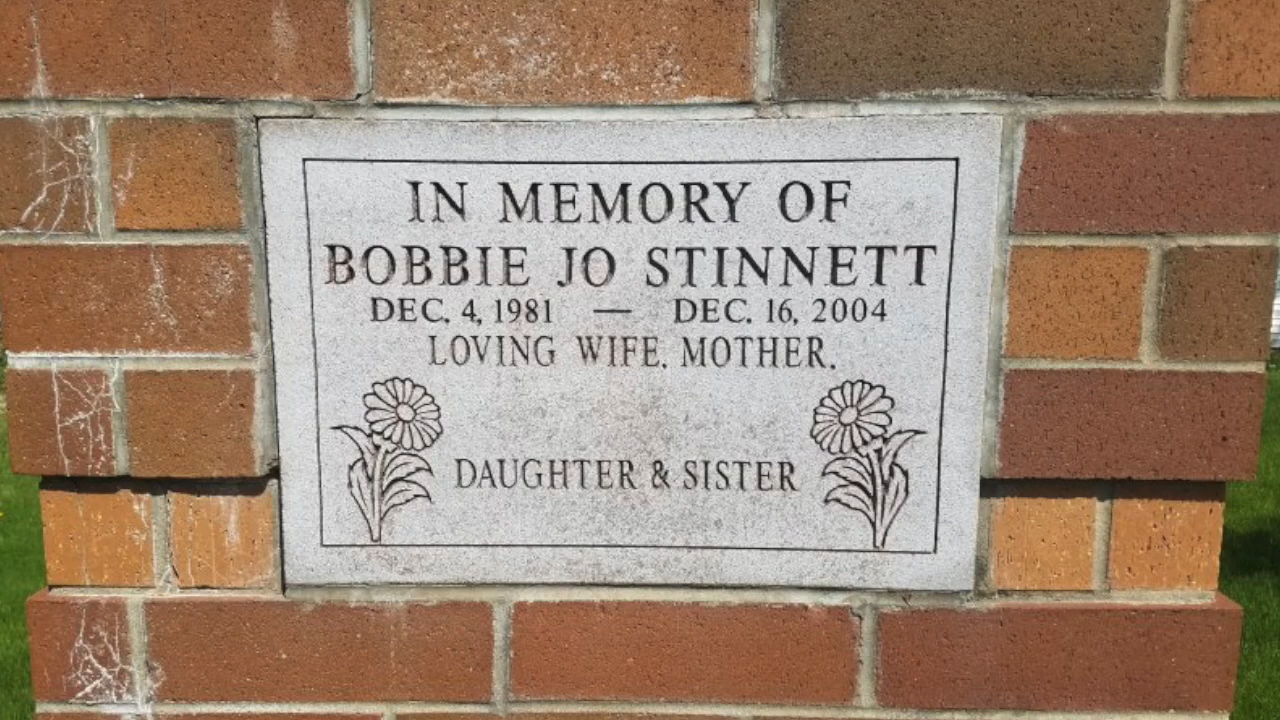 IN MEMORY OF
BOBBIE JO STINNETT
DEC. 4, 1981 — DEC. 16, 2004
LOVING WIFE, MOTHER,
DAUGHTER & SISTER